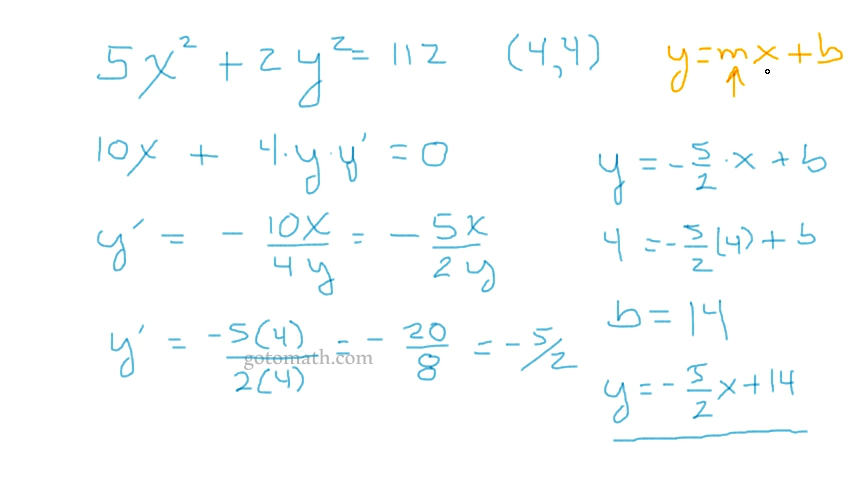 5x² + 2y² = 112 (4,4)
10x + 4·y·y' = 0
y' = - 10x/4y = - 5x/2y
y' = -5(4)/2(4) = - 20/8 = - 5/2
gotomath.com
y = mx + b
y = - 5/2 · x + b
4 = - 5/2 (4) + b
b = 14
y = - 5/2 x + 14